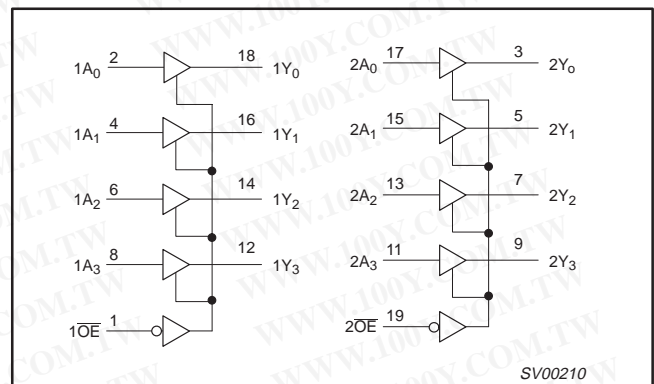 1A0 2 18 1Y0
1A1 4 16 1Y1
1A2 6 14 1Y2
1A3 8 12 1Y3
1O̅E̅ 1
2A0 17 3 2Yo
2A1 15 5 2Y1
2A2 13 7 2Y2
2A3 11 9 2Y3
2O̅E̅ 19
SV00210
WWW.100Y.COM.TW